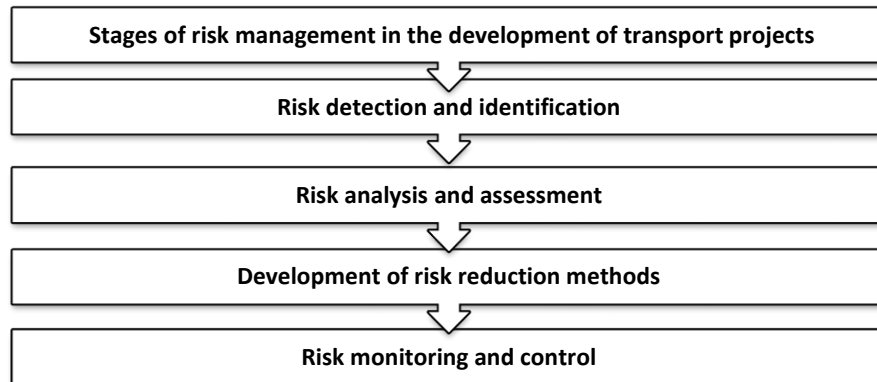 Stages of risk management in the development of transport projects
Risk detection and identification
Risk analysis and assessment
Development of risk reduction methods
Risk monitoring and control